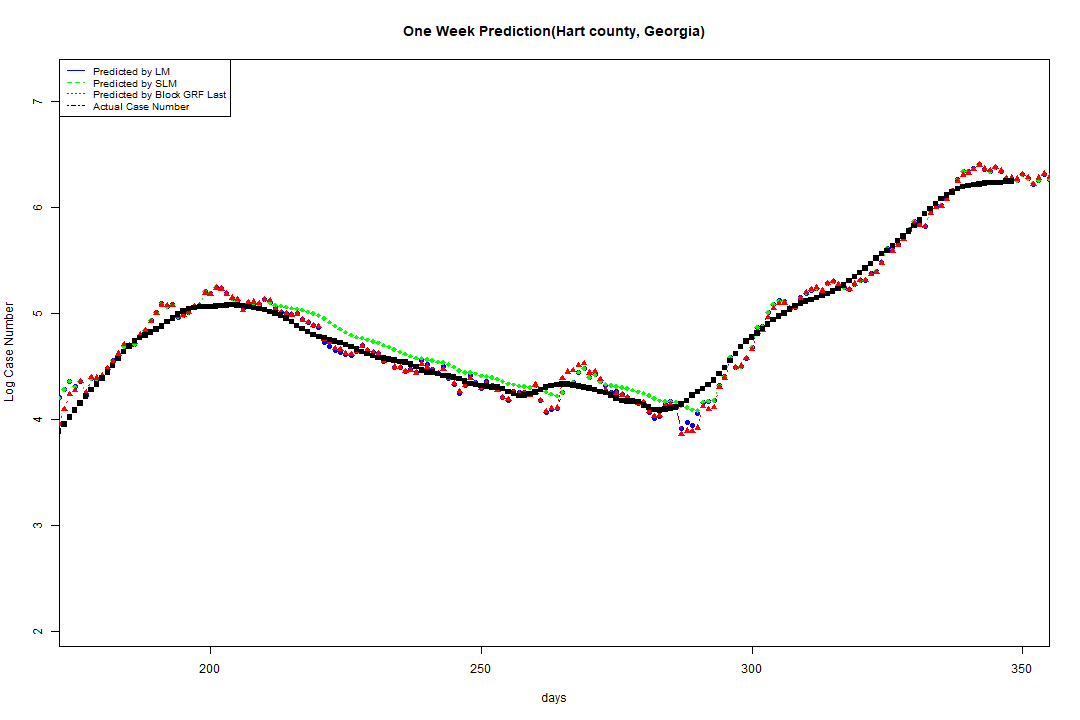 One Week Prediction(Hart county, Georgia)
Predicted by LM
Predicted by SLM
Predicted by Block GRF Last
Actual Case Number
7
6
5
4
3
2
Log Case Number
200 250 300 350
days